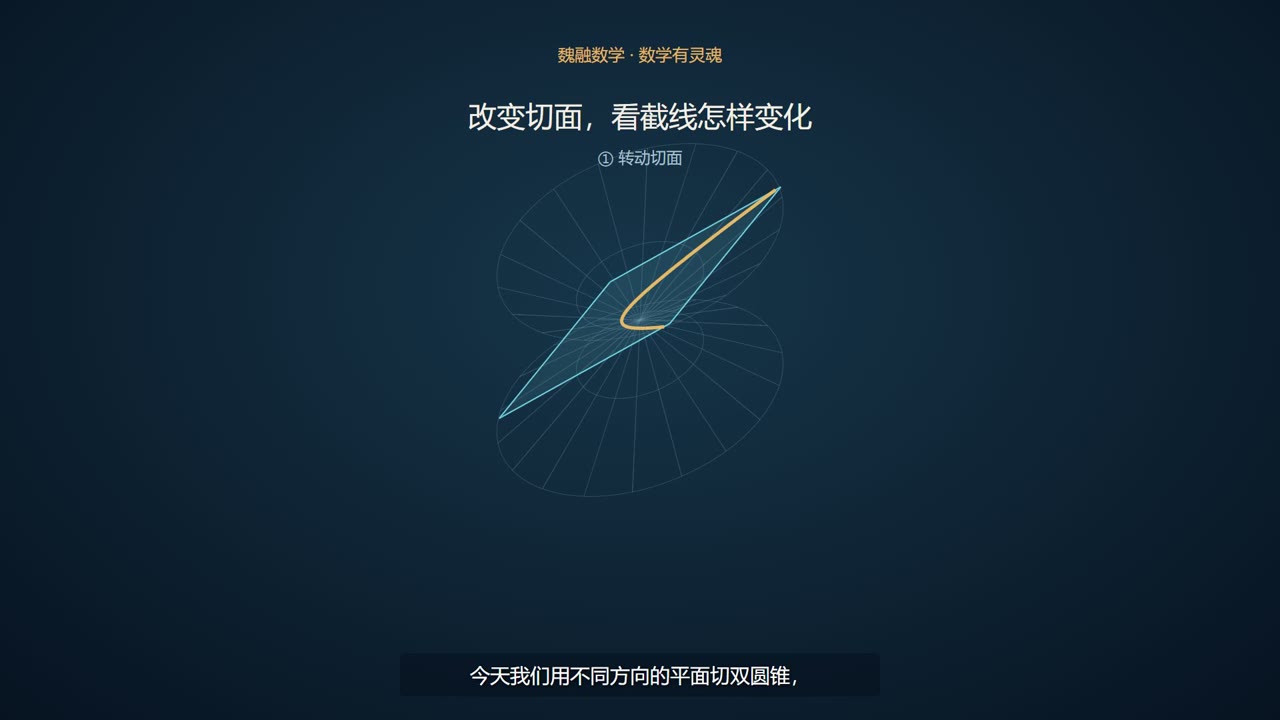 魏融数学 · 数学有灵魂
改变切面，看截线怎样变化
① 转动切面
今天我们用不同方向的平面切双圆锥，